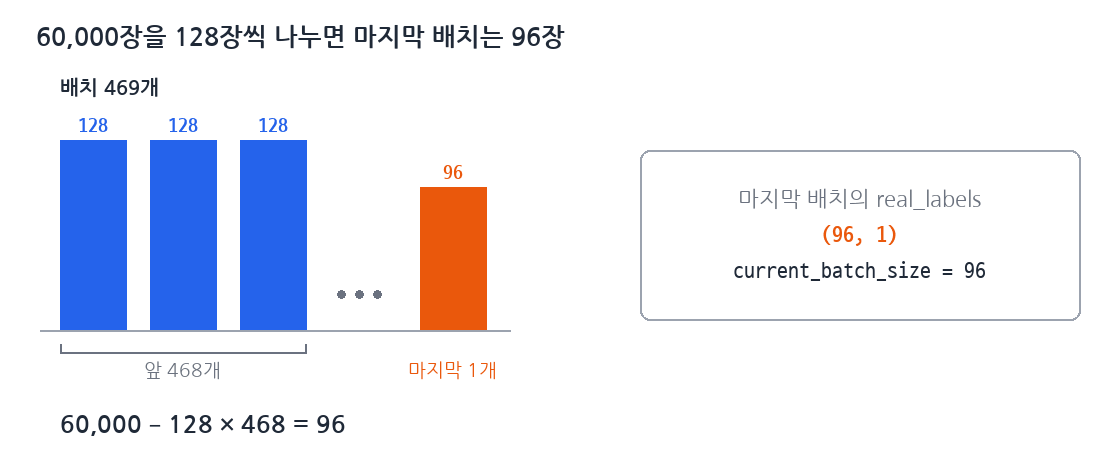 60,000장을 128장씩 나누면 마지막 배치는 96장
배치 469개
128 128 128
96
앞 468개
마지막 1개
60,000 – 128 × 468 = 96
마지막 배치의 real_labels
(96, 1)
current_batch_size = 96